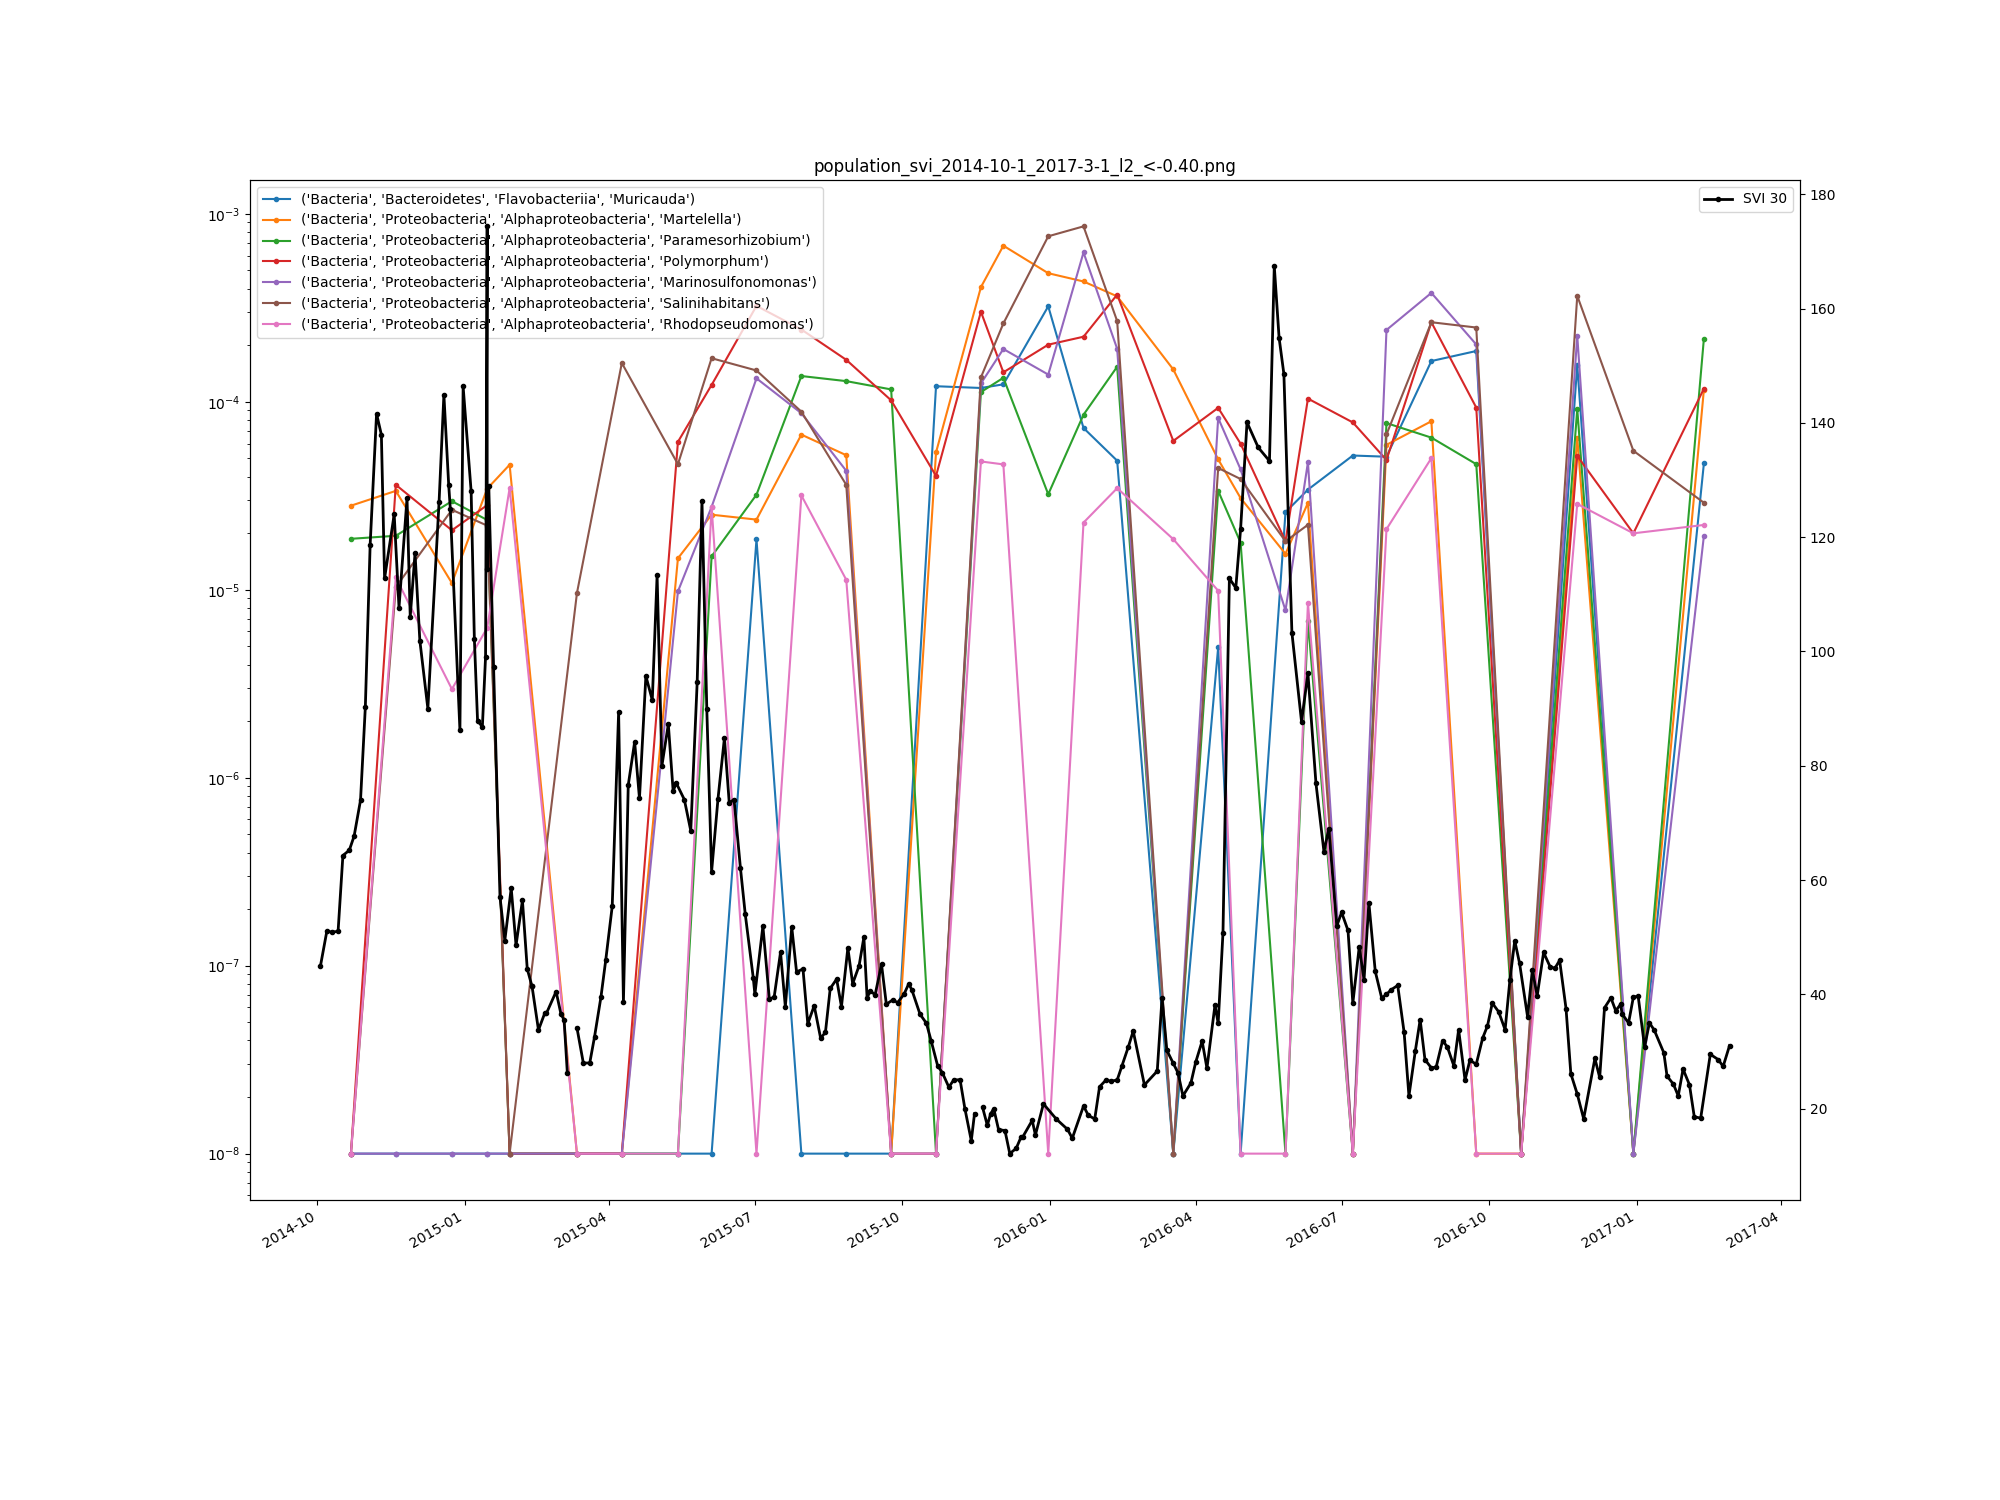 population_svi_2014-10-1_2017-3-1_l2_<-0.40.png
('Bacteria', 'Bacteroidetes', 'Flavobacteriia', 'Muricauda')
('Bacteria', 'Proteobacteria', 'Alphaproteobacteria', 'Martelella')
('Bacteria', 'Proteobacteria', 'Alphaproteobacteria', 'Paramesorhizobium')
('Bacteria', 'Proteobacteria', 'Alphaproteobacteria', 'Polymorphum')
('Bacteria', 'Proteobacteria', 'Alphaproteobacteria', 'Marinosulfonomonas')
('Bacteria', 'Proteobacteria', 'Alphaproteobacteria', 'Salinihabitans')
('Bacteria', 'Proteobacteria', 'Alphaproteobacteria', 'Rhodopseudomonas')
SVI 30
10⁻³
10⁻⁴
10⁻⁵
10⁻⁶
10⁻⁷
10⁻⁸
180
160
140
120
100
80
60
40
20
2014-10
2015-01
2015-04
2015-07
2015-10
2016-01
2016-04
2016-07
2016-10
2017-01
2017-04